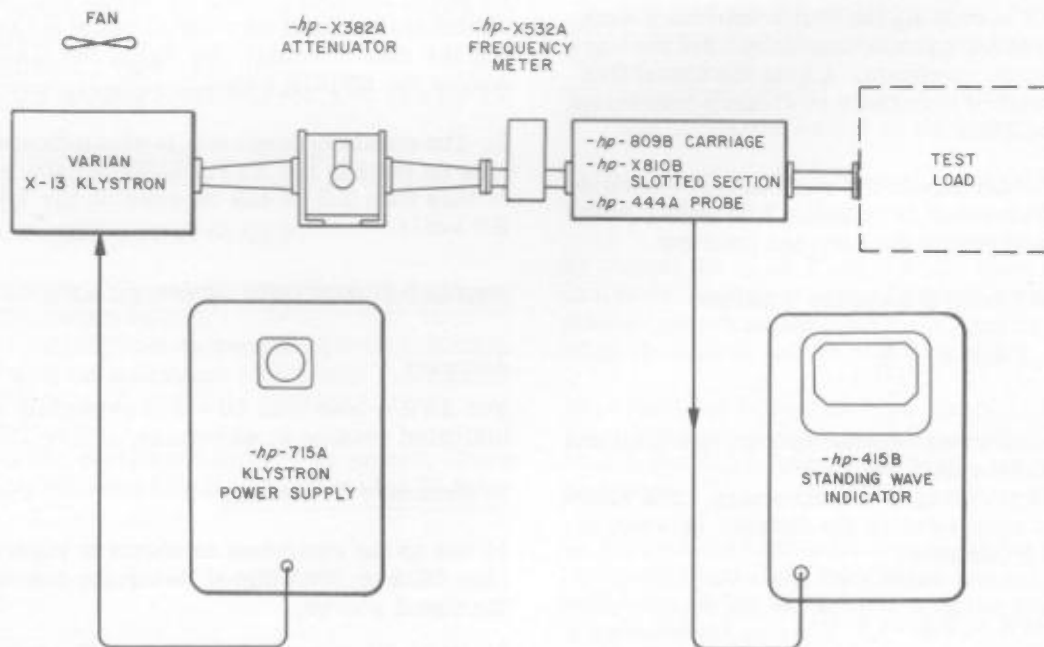 FAN
-hp-X382A
ATTENUATOR
-hp-X532A
FREQUENCY
METER
VARIAN
X-13 KLYSTRON
-hp-809B CARRIAGE
-hp-X810B
SLOTTED SECTION
-hp-444A PROBE
TEST
LOAD
-hp-715A
KLYSTRON
POWER SUPPLY
-hp-415B
STANDING WAVE
INDICATOR